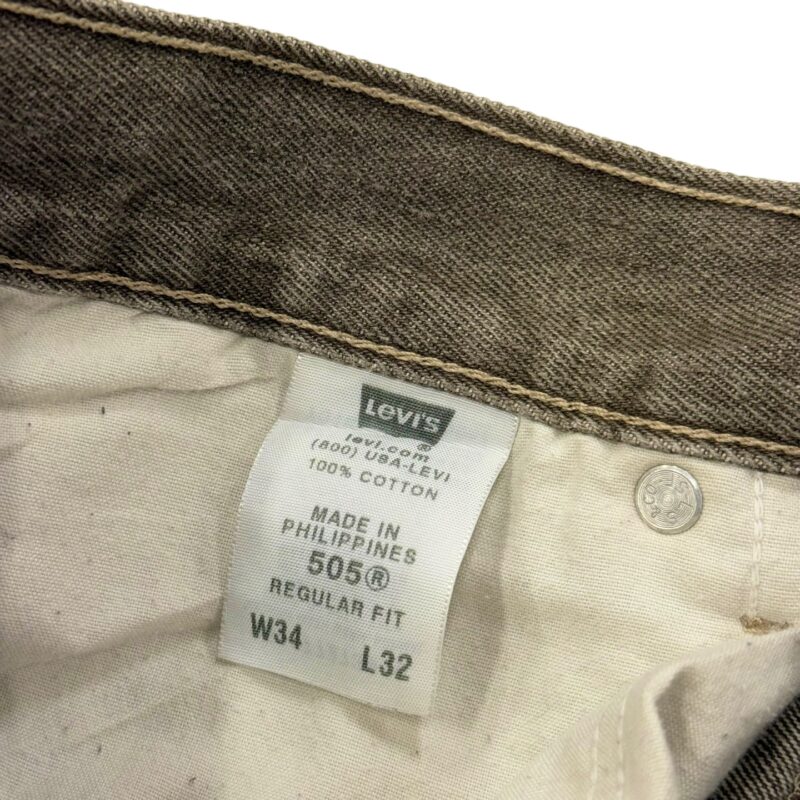 LEVI'S
®
levi.com
(800) USA-LEVI
100% COTTON
MADE IN
PHILIPPINES
505®
REGULAR FIT
W34 L32